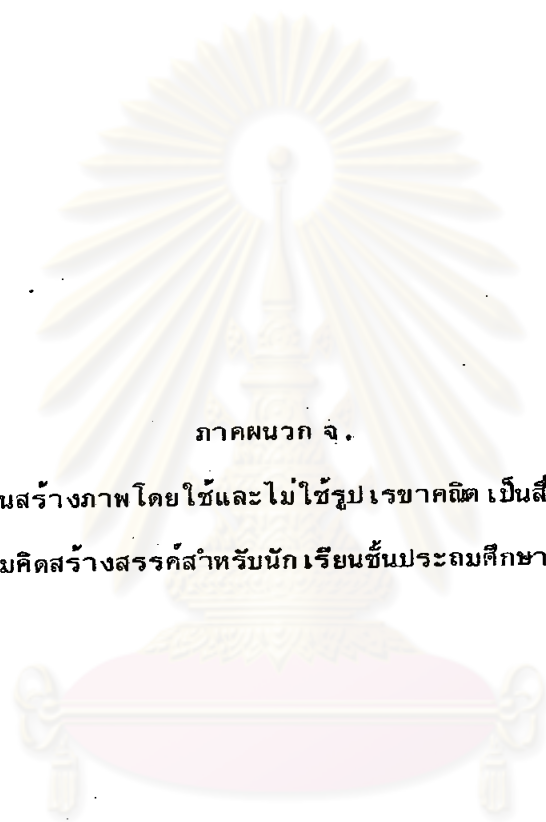 ภาคผนวก จ.
นสร้างภาพโดยใช้และไม่ใช้รูปเรขาคณิตเป็นสื่
มคิดสร้างสรรค์สำหรับนักเรียนชั้นประถมศึกษา